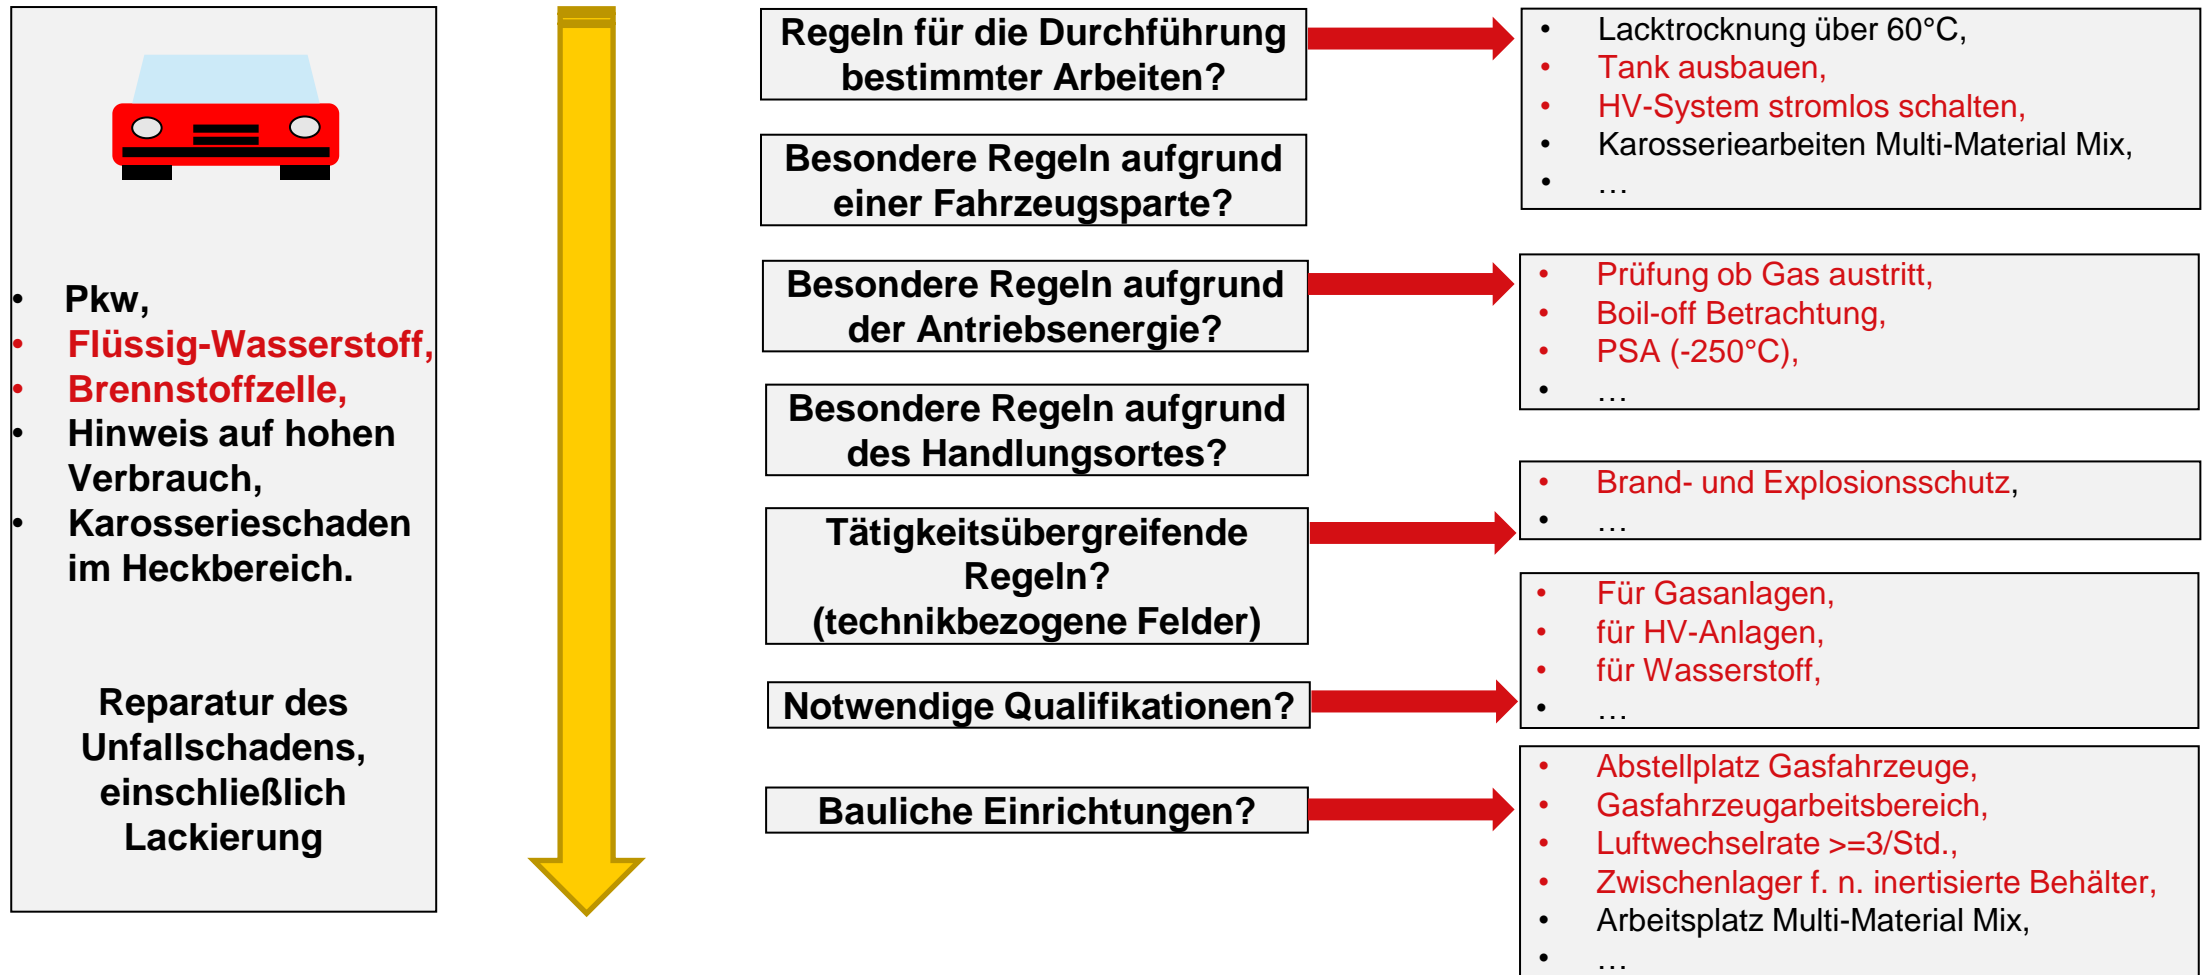 • Pkw,
• Flüssig-Wasserstoff,
• Brennstoffzelle,
• Hinweis auf hohen
Verbrauch,
• Karosserieschaden
im Heckbereich.
Reparatur des
Unfallschadens,
einschließlich
Lackierung
Regeln für die Durchführung
bestimmter Arbeiten?
• Lacktrocknung über 60°C,
• Tank ausbauen,
• HV-System stromlos schalten,
• Karosseriearbeiten Multi-Material Mix,
• …
Besondere Regeln aufgrund
einer Fahrzeugsparte?
Besondere Regeln aufgrund
der Antriebsenergie?
• Prüfung ob Gas austritt,
• Boil-off Betrachtung,
• PSA (-250°C),
• …
Besondere Regeln aufgrund
des Handlungsortes?
Tätigkeitsübergreifende
Regeln?
(technikbezogene Felder)
• Brand- und Explosionsschutz,
• …
Notwendige Qualifikationen?
• Für Gasanlagen,
• für HV-Anlagen,
• für Wasserstoff,
• …
Bauliche Einrichtungen?
• Abstellplatz Gasfahrzeuge,
• Gasfahrzeugarbeitsbereich,
• Luftwechselrate >=3/Std.,
• Zwischenlager f. n. inertisierte Behälter,
• Arbeitsplatz Multi-Material Mix,
• …